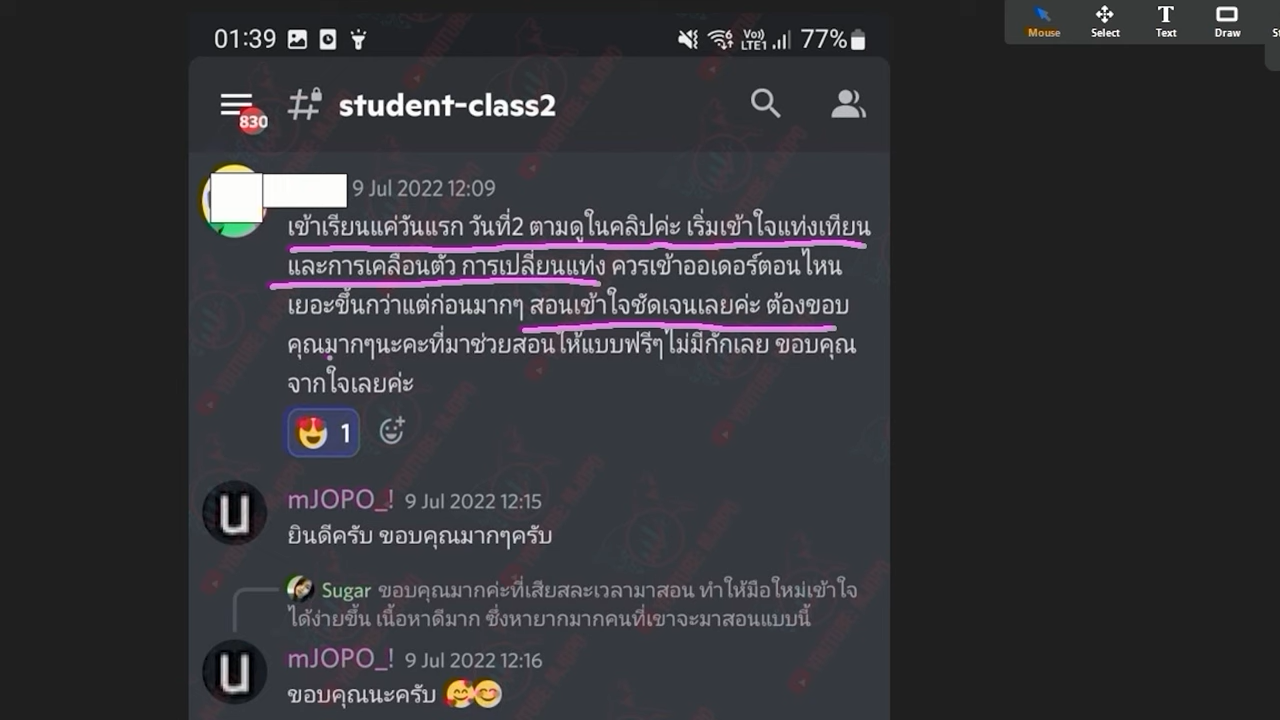 01:39
Vo))
LTE1
77%
Mouse
Select
Text
Draw
830
student-class2
9 Jul 2022 12:09
เข้าเรียนแค่วันแรก วันที่2 ตามดูในคลิปค่ะ เริ่มเข้าใจแท่งเทียน
และการเคลื่อนตัว การเปลี่ยนแท่ง ควรเข้าออเดอร์ตอนไหน
เยอะขึ้นกว่าแต่ก่อนมากๆ สอนเข้าใจชัดเจนเลยค่ะ ต้องขอบ
คุณมากๆนะคะที่มาช่วยสอนให้แบบฟรีๆไม่มีกั๊กเลย ขอบคุณ
จากใจเลยค่ะ
1
mJOPO_! 9 Jul 2022 12:15
ยินดีครับ ขอบคุณมากๆครับ
Sugar ขอบคุณมากค่ะที่เสียสละเวลามาสอน ทำให้มือใหม่เข้าใจ
ได้ง่ายขึ้น เนื้อหาดีมาก ซึ่งหายากมากคนที่เขาจะมาสอนแบบนี้
mJOPO_! 9 Jul 2022 12:16
ขอบคุณนะครับ